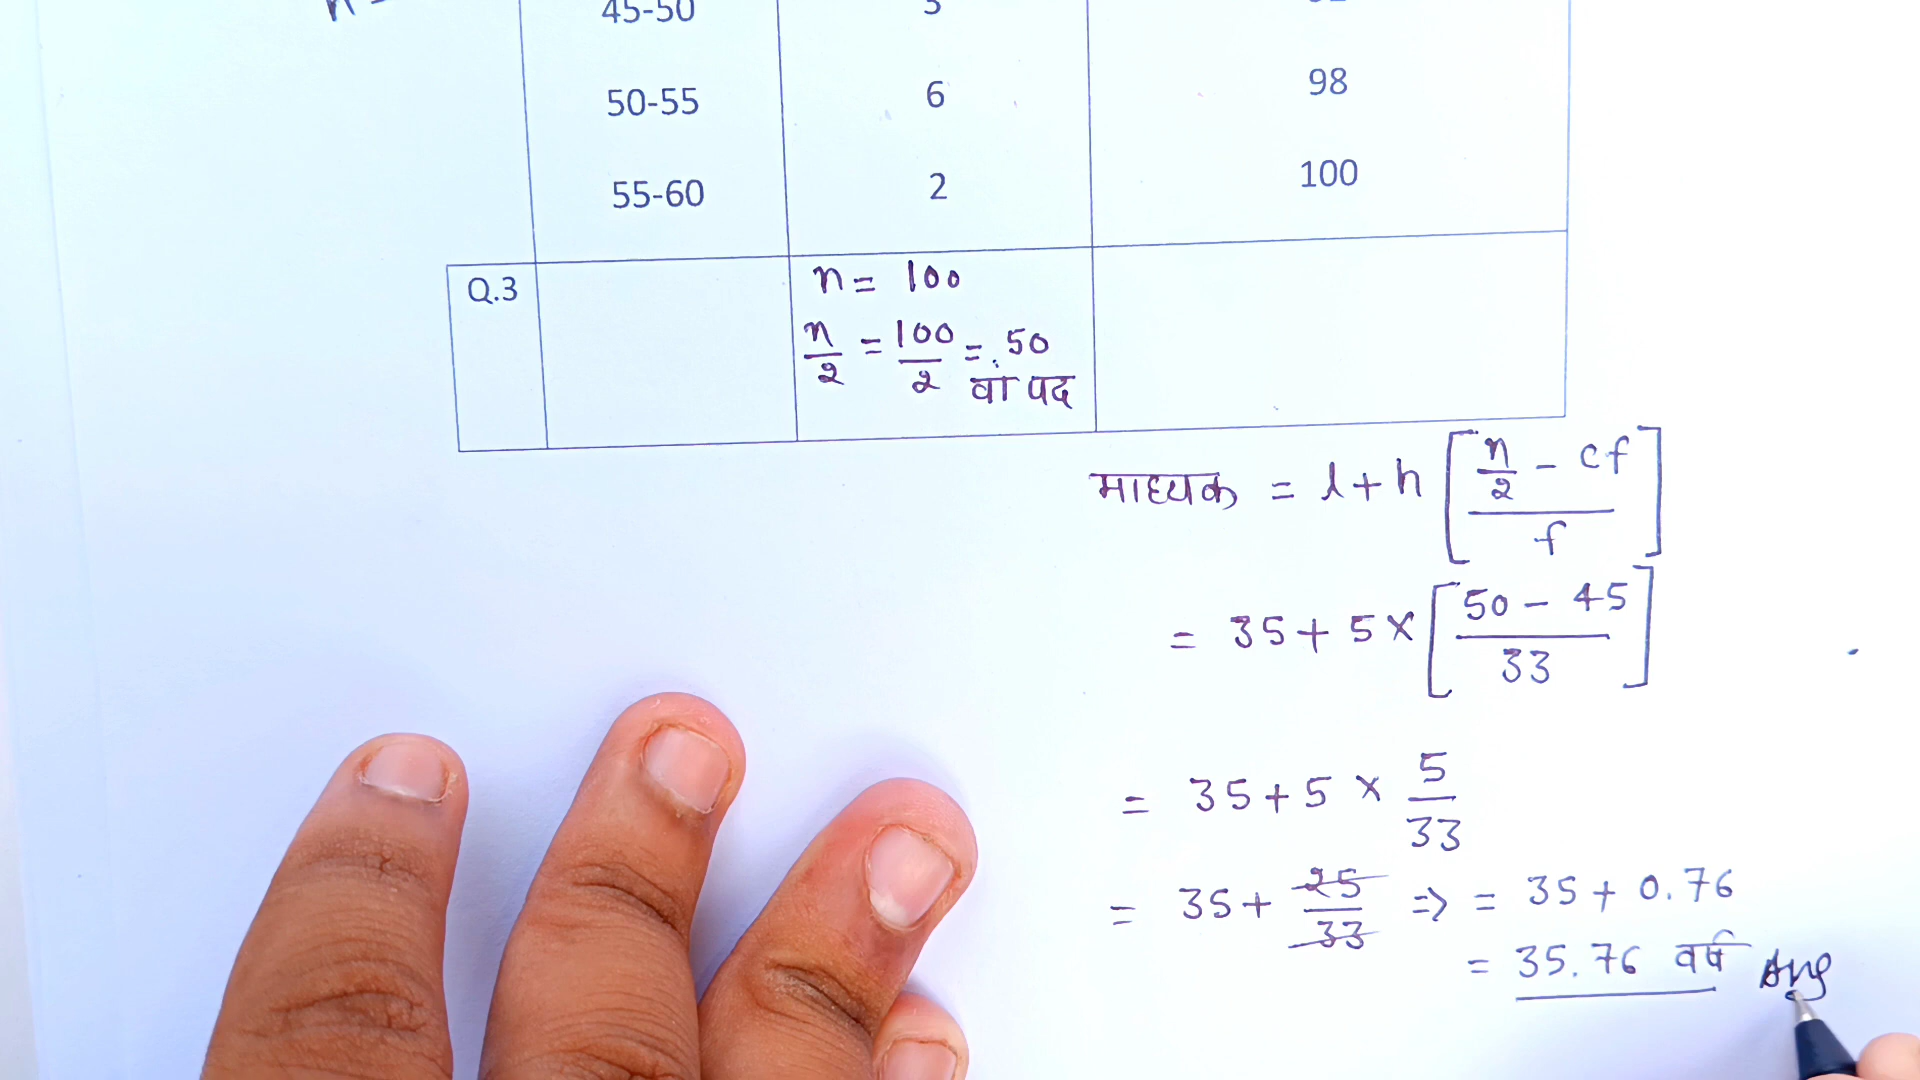 45-50
50-55 6 98
55-60 2 100
Q.3 n = 100
n/2 = 100/2 = 50
वां पद
माध्यक = l + h [(n/2 - cf)/f]
= 35 + 5 × [(50 - 45)/33]
= 35 + 5 × 5/33
= 35 + 25/33 => = 35 + 0.76
= 35.76 वर्ष Ans